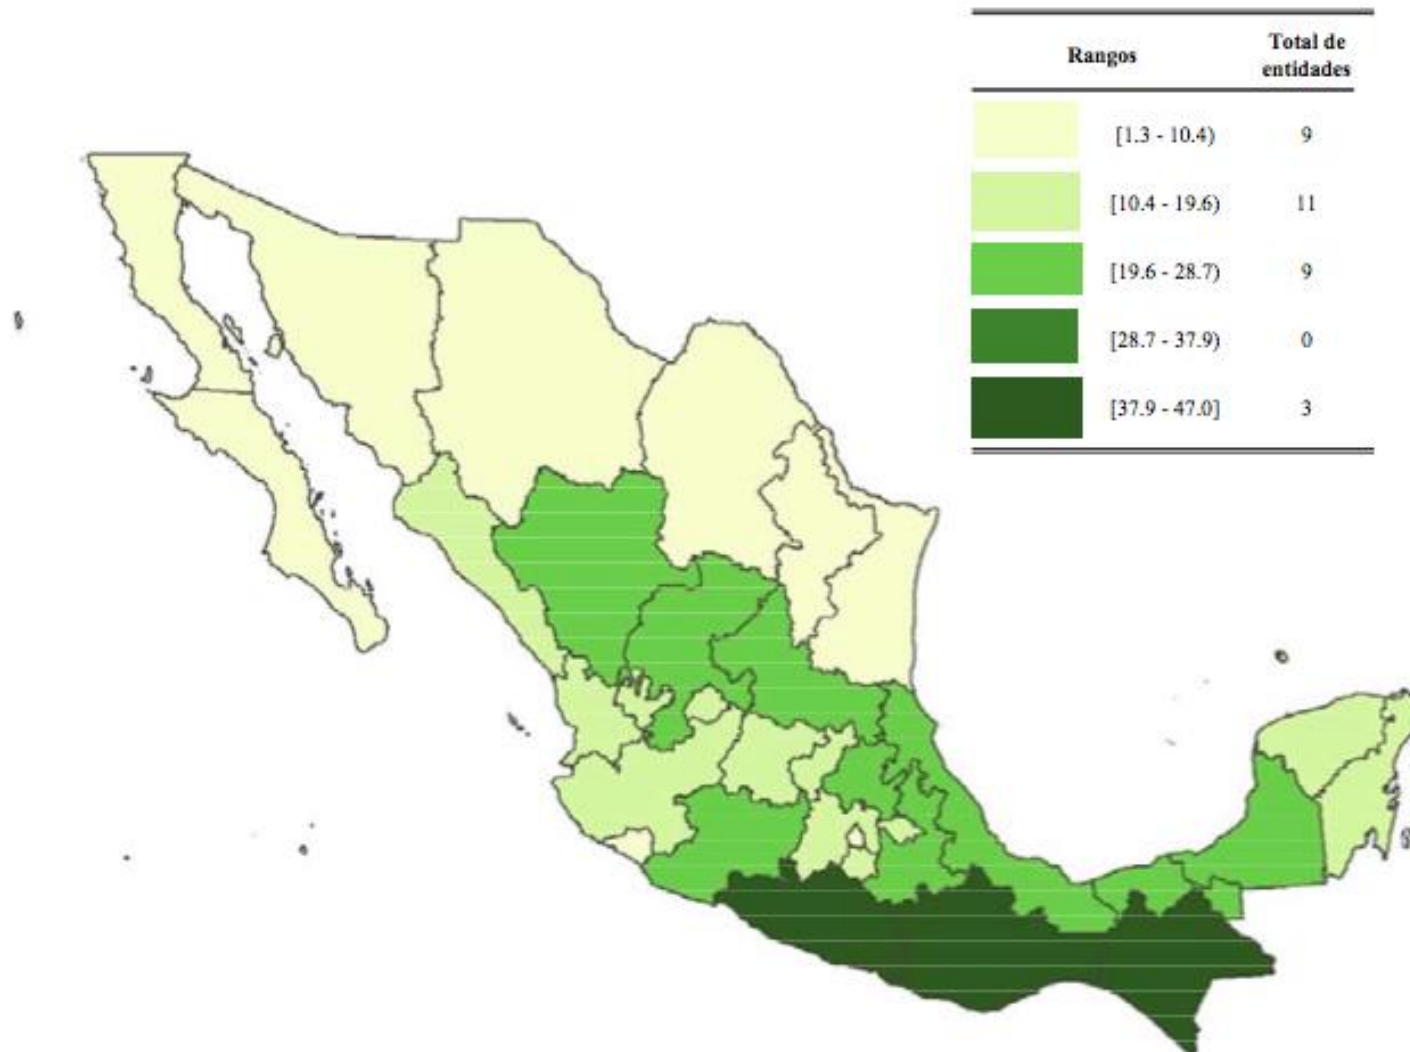 Rangos Total de
entidades
[1.3 - 10.4) 9
[10.4 - 19.6) 11
[19.6 - 28.7) 9
[28.7 - 37.9) 0
[37.9 - 47.0] 3